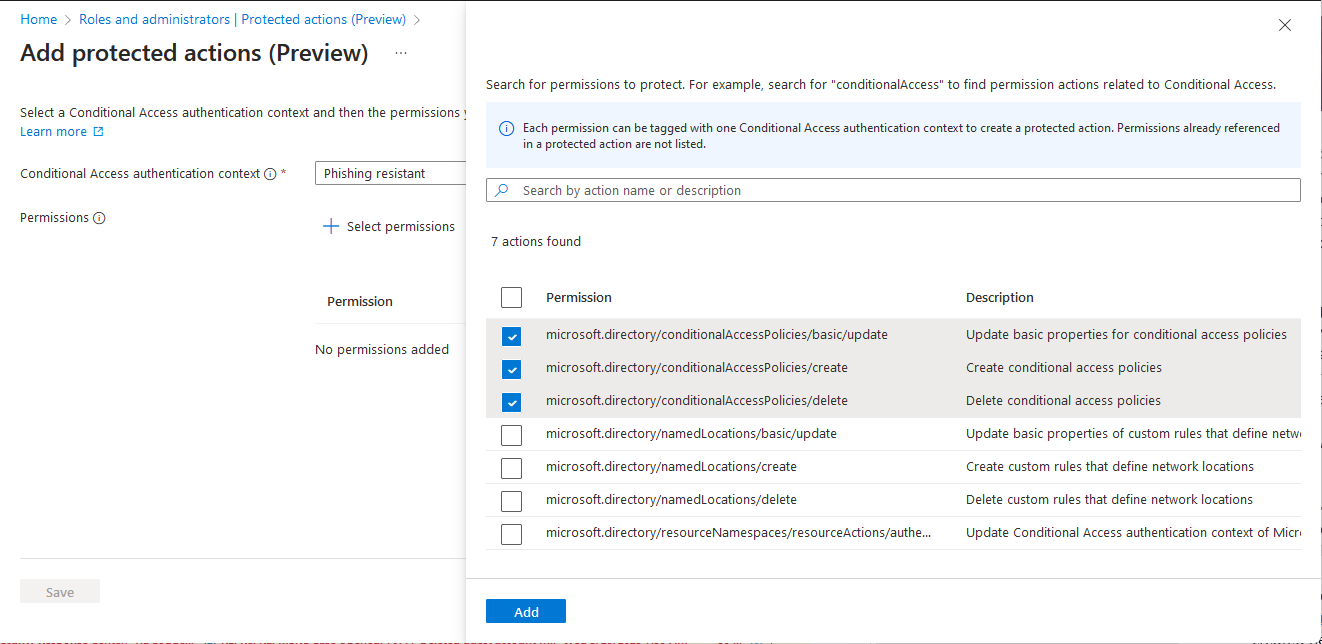 Home > Roles and administrators | Protected actions (Preview) >
Add protected actions (Preview) ...
Select a Conditional Access authentication context and then the permissions
Learn more
Conditional Access authentication context * Phishing resistant
Permissions
Select permissions
Permission
No permissions added
Save
Search for permissions to protect. For example, search for "conditionalAccess" to find permission actions related to Conditional Access.
Each permission can be tagged with one Conditional Access authentication context to create a protected action. Permissions already referenced
in a protected action are not listed.
Search by action name or description
7 actions found
Permission Description
microsoft.directory/conditionalAccessPolicies/basic/update Update basic properties for conditional access policies
microsoft.directory/conditionalAccessPolicies/create Create conditional access policies
microsoft.directory/conditionalAccessPolicies/delete Delete conditional access policies
microsoft.directory/namedLocations/basic/update Update basic properties of custom rules that define netw
microsoft.directory/namedLocations/create Create custom rules that define network locations
microsoft.directory/namedLocations/delete Delete custom rules that define network locations
microsoft.directory/resourceNamespaces/resourceActions/authe... Update Conditional Access authentication context of Micr
Add